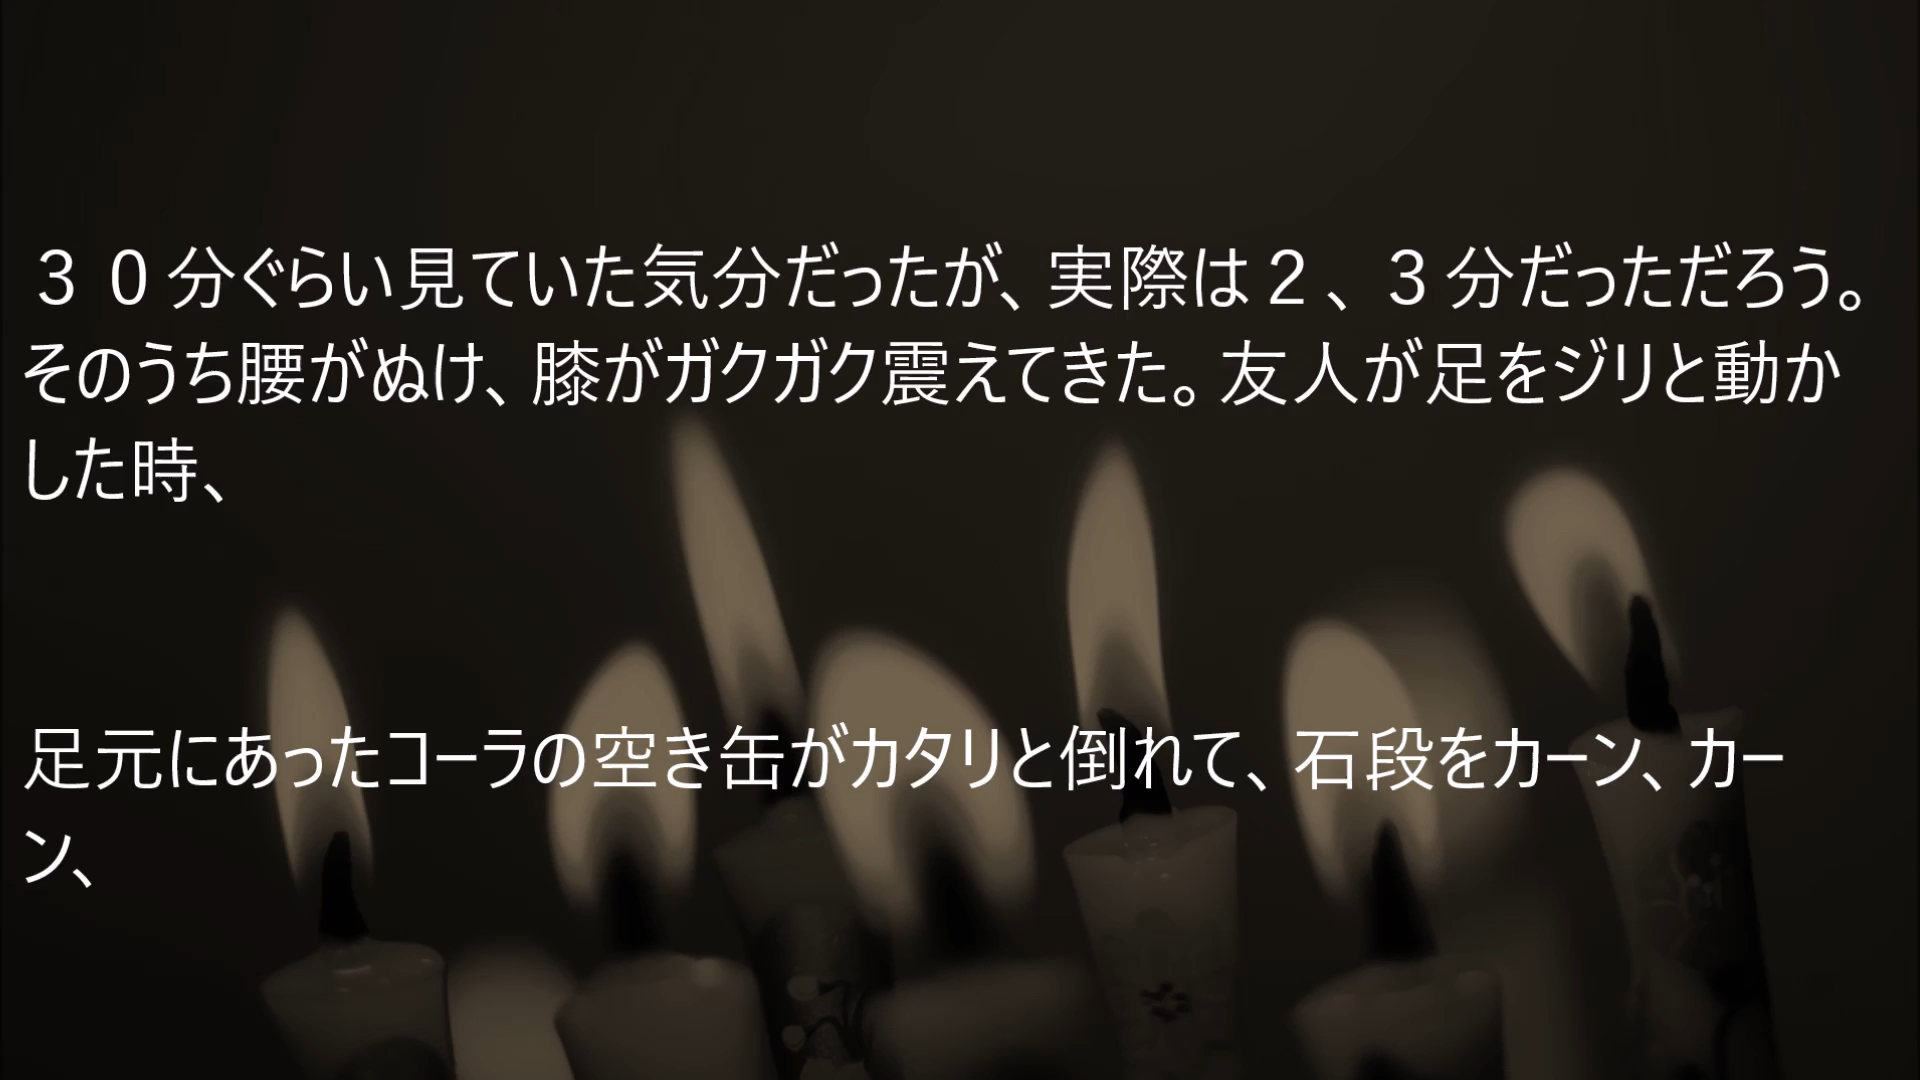 ３０分ぐらい見ていた気分だったが、実際は２、３分だっただろう。
そのうち腰がぬけ、膝がガクガク震えてきた。友人が足をジリと動か
した時、
足元にあったコーラの空き缶がカタリと倒れて、石段をカーン、カー
ン、